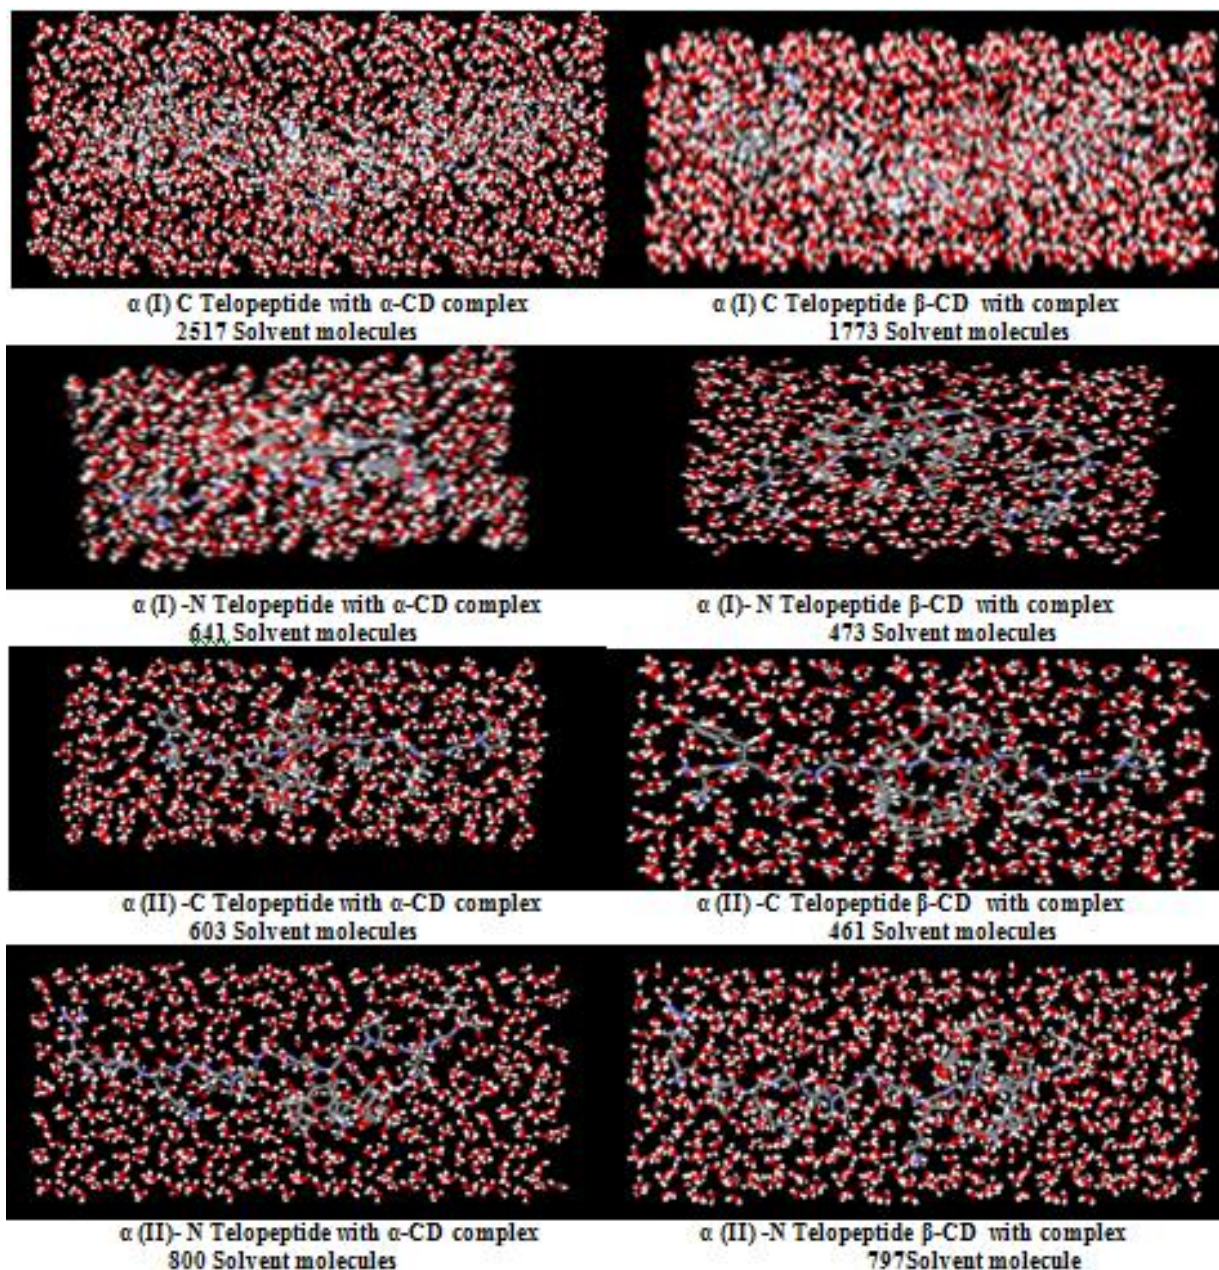 α (I) C Telopeptide with α-CD complex
2517 Solvent molecules
α (I) C Telopeptide β-CD with complex
1773 Solvent molecules
α (I) -N Telopeptide with α-CD complex
641 Solvent molecules
α (I)- N Telopeptide β-CD with complex
473 Solvent molecules
α (II) -C Telopeptide with α-CD complex
603 Solvent molecules
α (II) -C Telopeptide β-CD with complex
461 Solvent molecules
α (II)- N Telopeptide with α-CD complex
800 Solvent molecules
α (II) -N Telopeptide β-CD with complex
797Solvent molecule